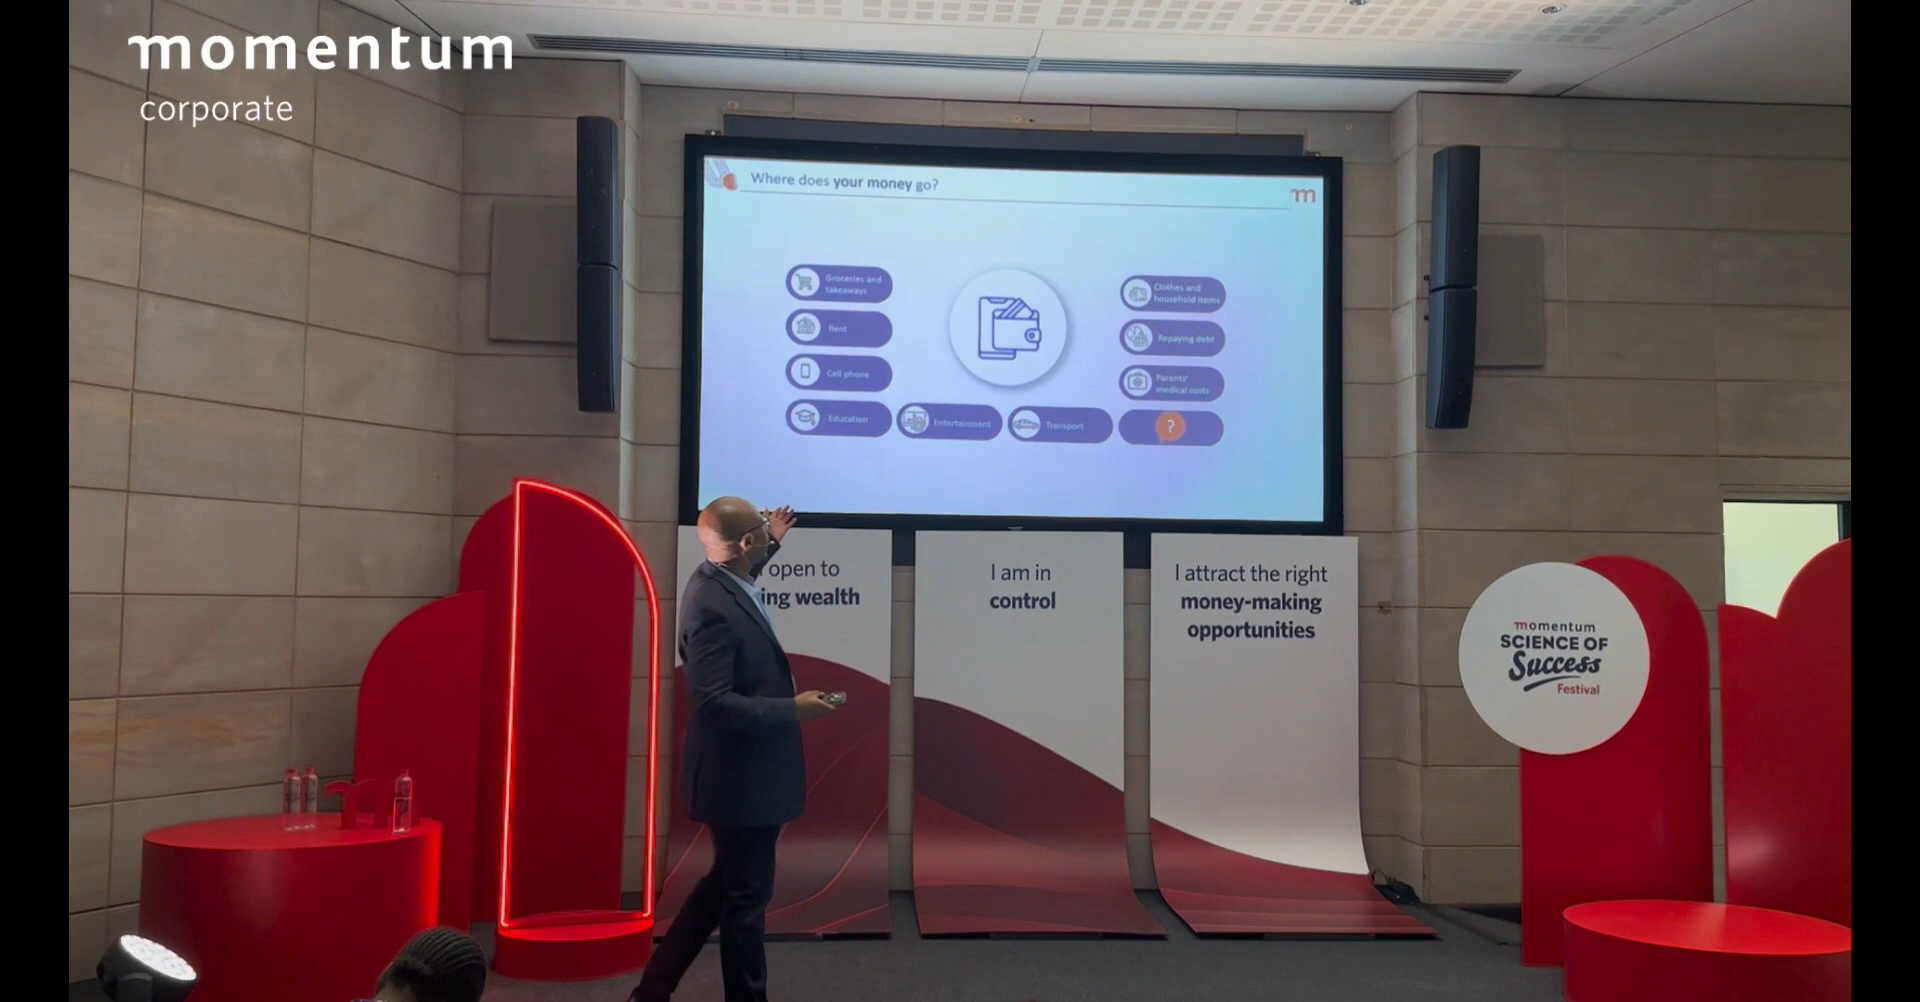 momentum
corporate
Where does your money go?
m
Groceries and
takeaways
Rent
Cell phone
Education
Entertainment
Transport
Clothes and
household items
Repaying debt
Parents'
medical costs
?
open to
ing wealth
I am in
control
I attract the right
money-making
opportunities
momentum
SCIENCE OF
Success
Festival
m